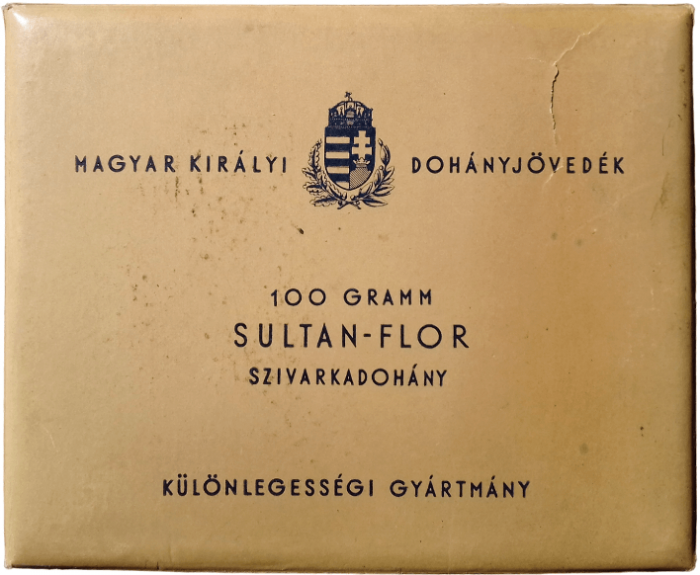 MAGYAR KIRÁLYI DOHÁNYJÖVEDÉK
100 GRAMM
SULTAN-FLOR
SZIVARKADOHÁNY
KÜLÖNLEGESSÉGI GYÁRTMÁNY